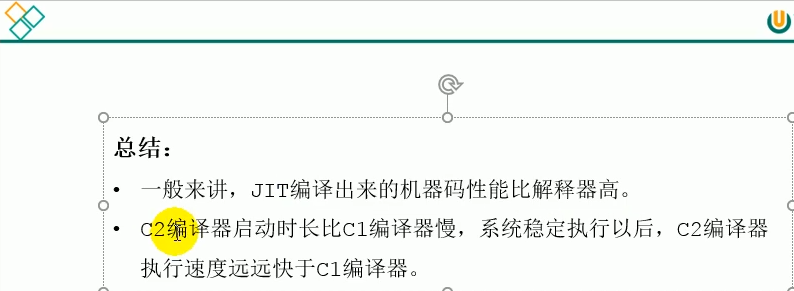 总结：
• 一般来讲，JIT编译出来的机器码性能比解释器高。
• C2编译器启动时长比C1编译器慢，系统稳定执行以后，C2编译器
执行速度远远快于C1编译器。